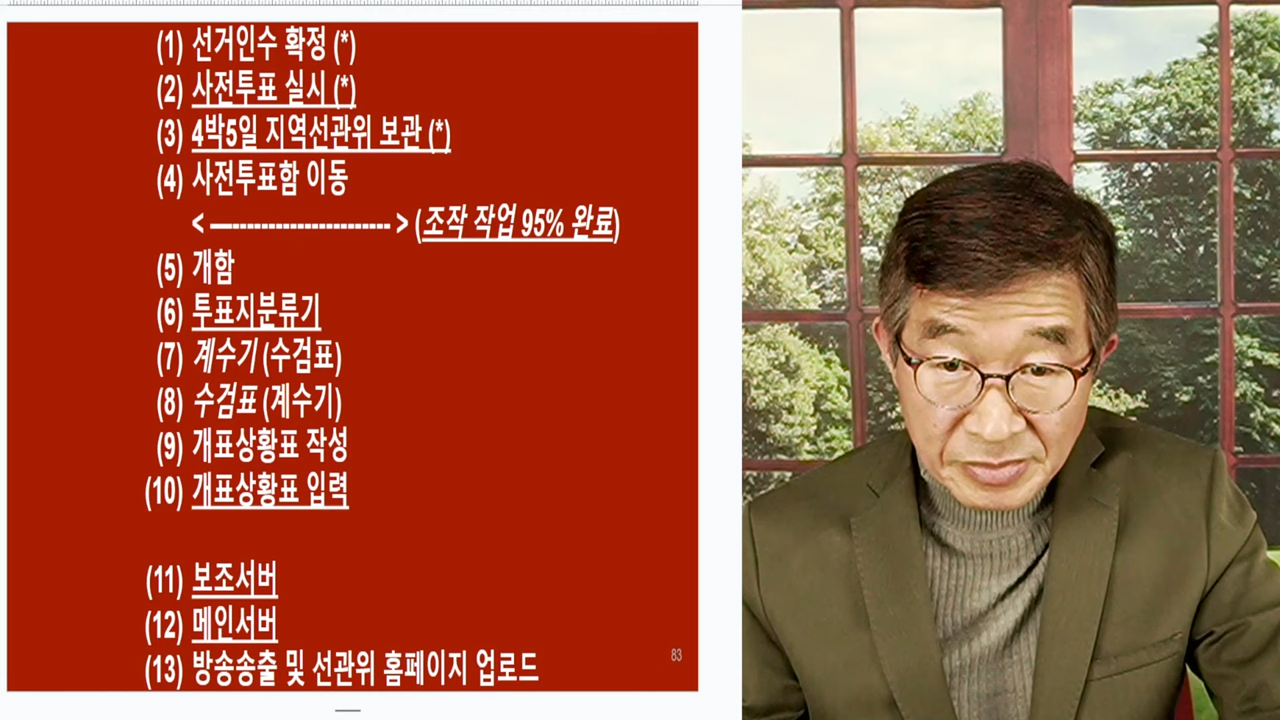 (1) 선거인수 확정 (*)
(2) 사전투표 실시 (*)
(3) 4박5일 지역선관위 보관 (*)
(4) 사전투표함 이동
< ------------------------ > (조작 작업 95% 완료)
(5) 개함
(6) 투표지분류기
(7) 계수기 (수검표)
(8) 수검표 (계수기)
(9) 개표상황표 작성
(10) 개표상황표 입력
(11) 보조서버
(12) 메인서버
(13) 방송송출 및 선관위 홈페이지 업로드
83